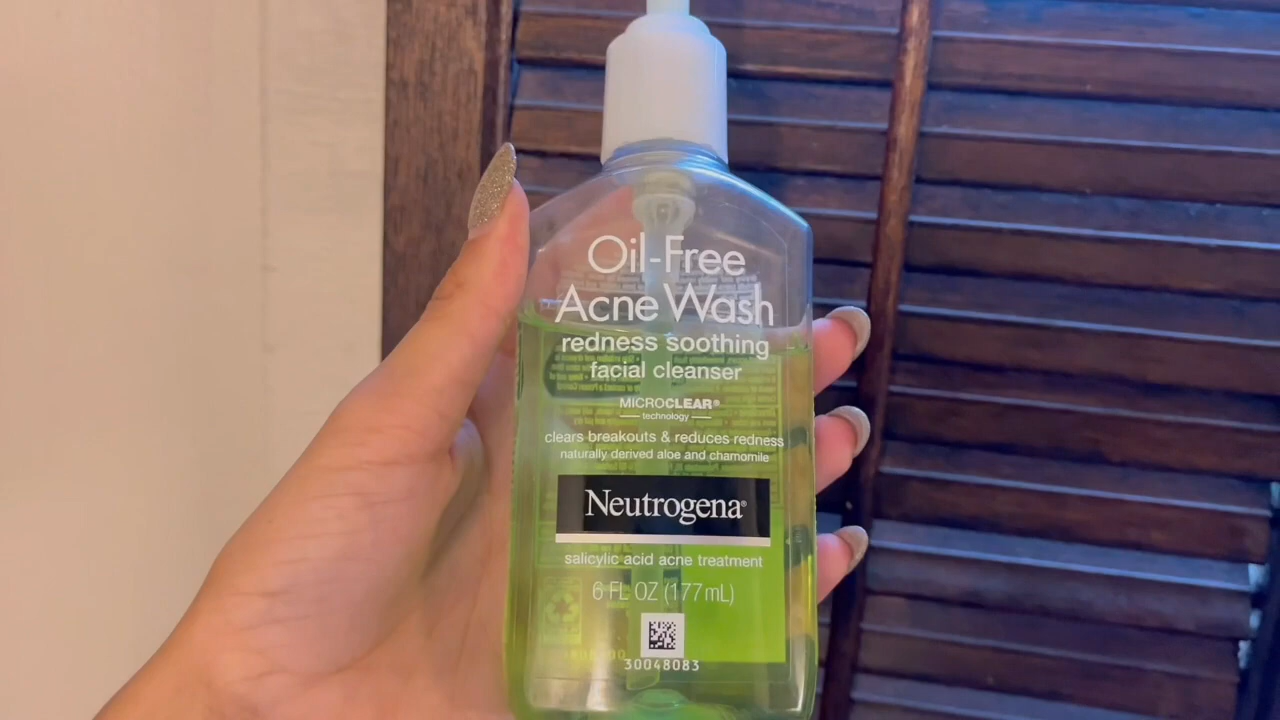 Oil-Free
Acne Wash
redness soothing
facial cleanser
MICROCLEAR®
technology
clears breakouts & reduces redness
naturally derived aloe and chamomile
Neutrogena®
salicylic acid acne treatment
6 FL OZ (177mL)
30048083